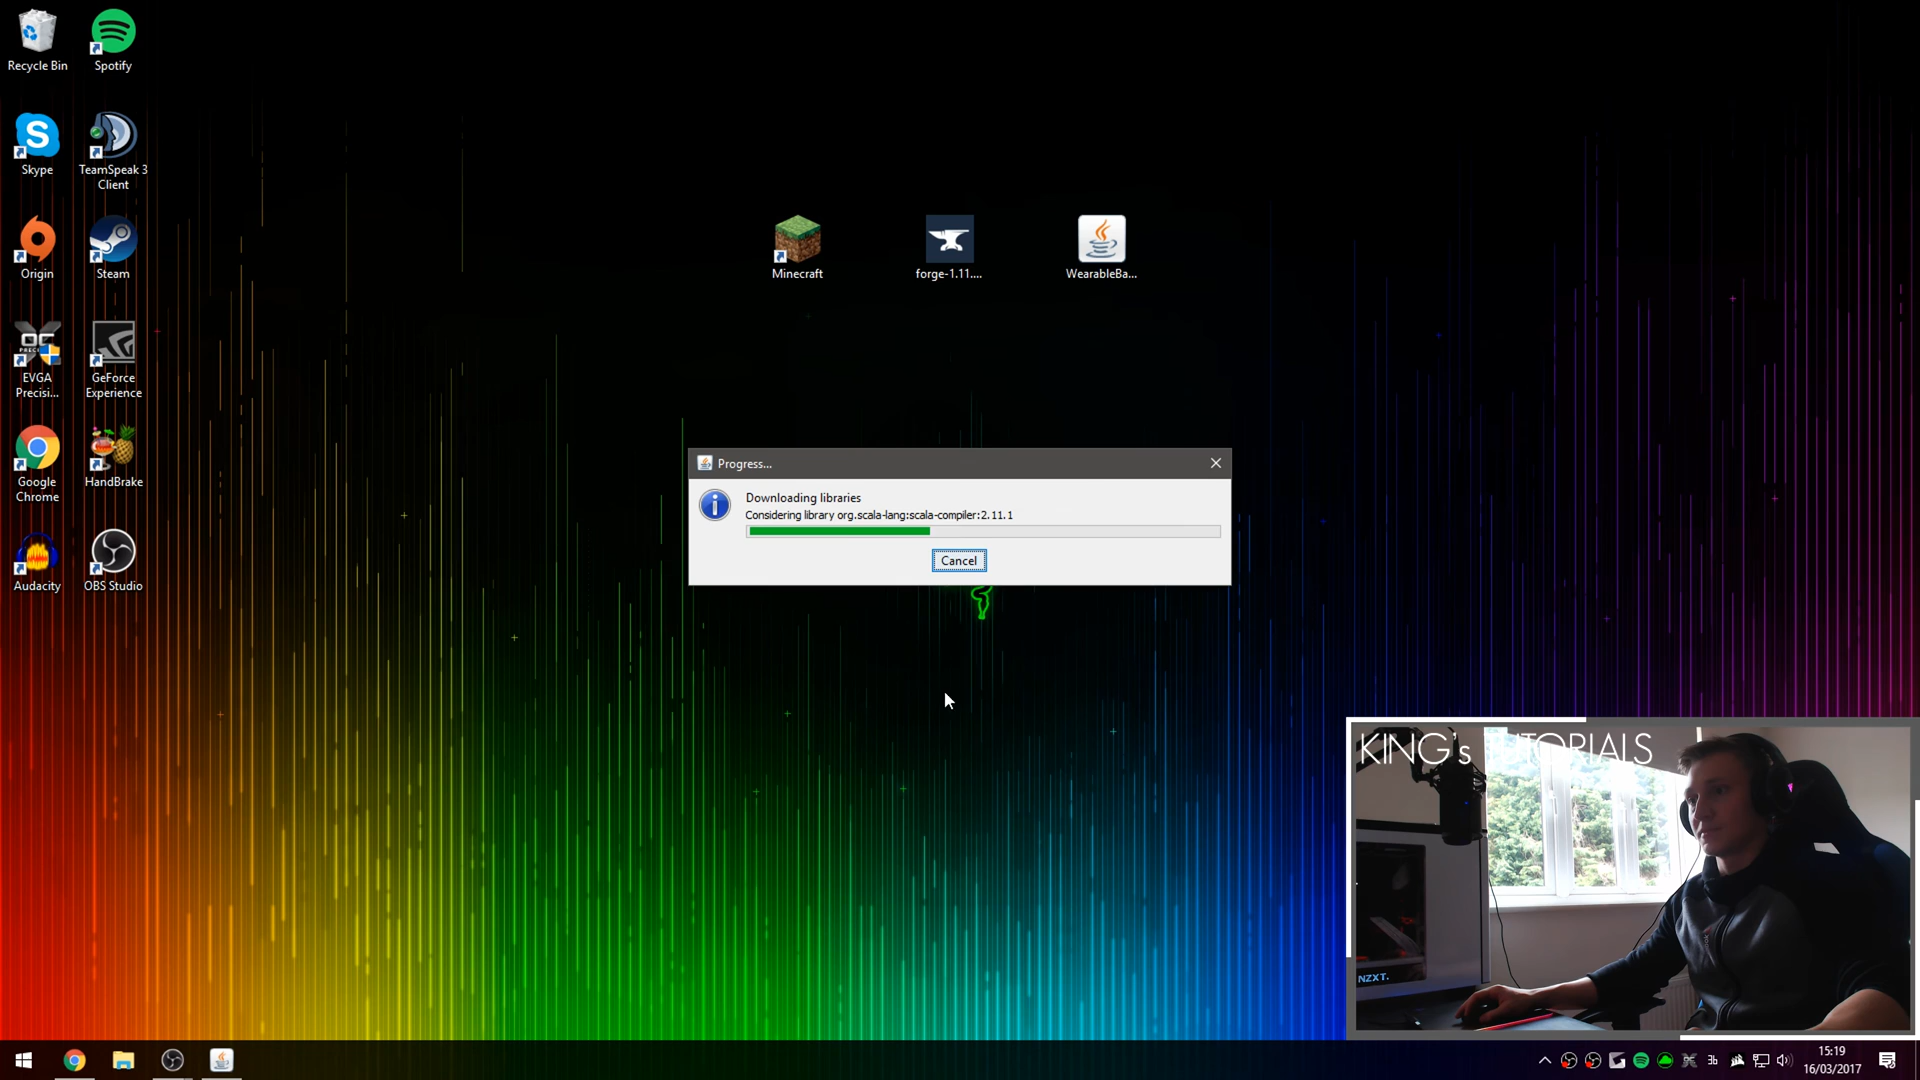 Recycle Bin
Spotify
Skype
TeamSpeak 3
Client
Origin
Steam
EVGA
Precisi...
GeForce
Experience
Google
Chrome
HandBrake
Audacity
OBS Studio
Minecraft
forge-1.11....
WearableBa...
Progress...
Downloading libraries
Considering library org.scala-lang:scala-compiler:2.11.1
Cancel
KING's TUTORIALS
NZXT.
15:19
16/03/2017